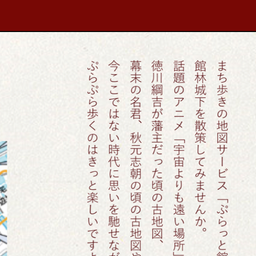 まち歩きの地図サービス「ぷらっと館
館林城下を散策してみませんか。
話題のアニメ「宇宙よりも遠い場所」
徳川綱吉が藩主だった頃の古地図、
幕末の名君、秋元志朝の頃の古地図や
今ここではない時代に思いを馳せなが
ぶらぶら歩くのはきっと楽しいですよ